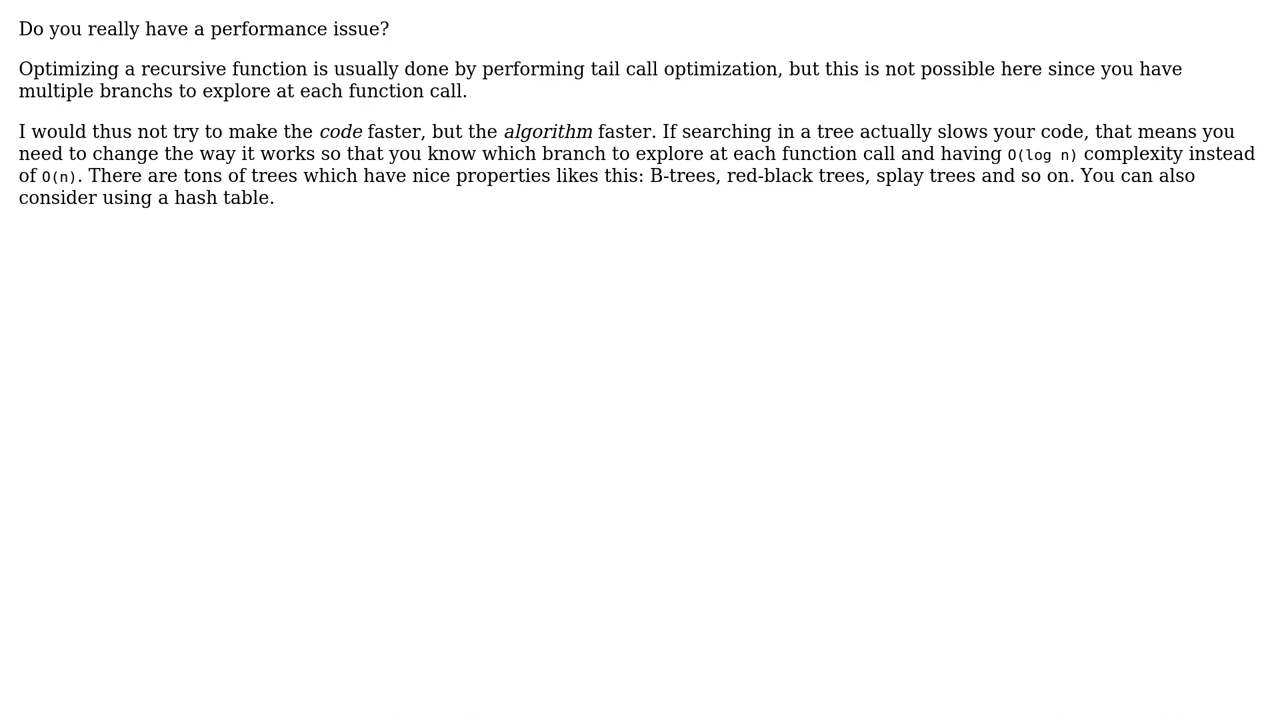 Do you really have a performance issue?
Optimizing a recursive function is usually done by performing tail call optimization, but this is not possible here since you have
multiple branchs to explore at each function call.
I would thus not try to make the code faster, but the algorithm faster. If searching in a tree actually slows your code, that means you
need to change the way it works so that you know which branch to explore at each function call and having O(log n) complexity instead
of O(n). There are tons of trees which have nice properties likes this: B-trees, red-black trees, splay trees and so on. You can also
consider using a hash table.